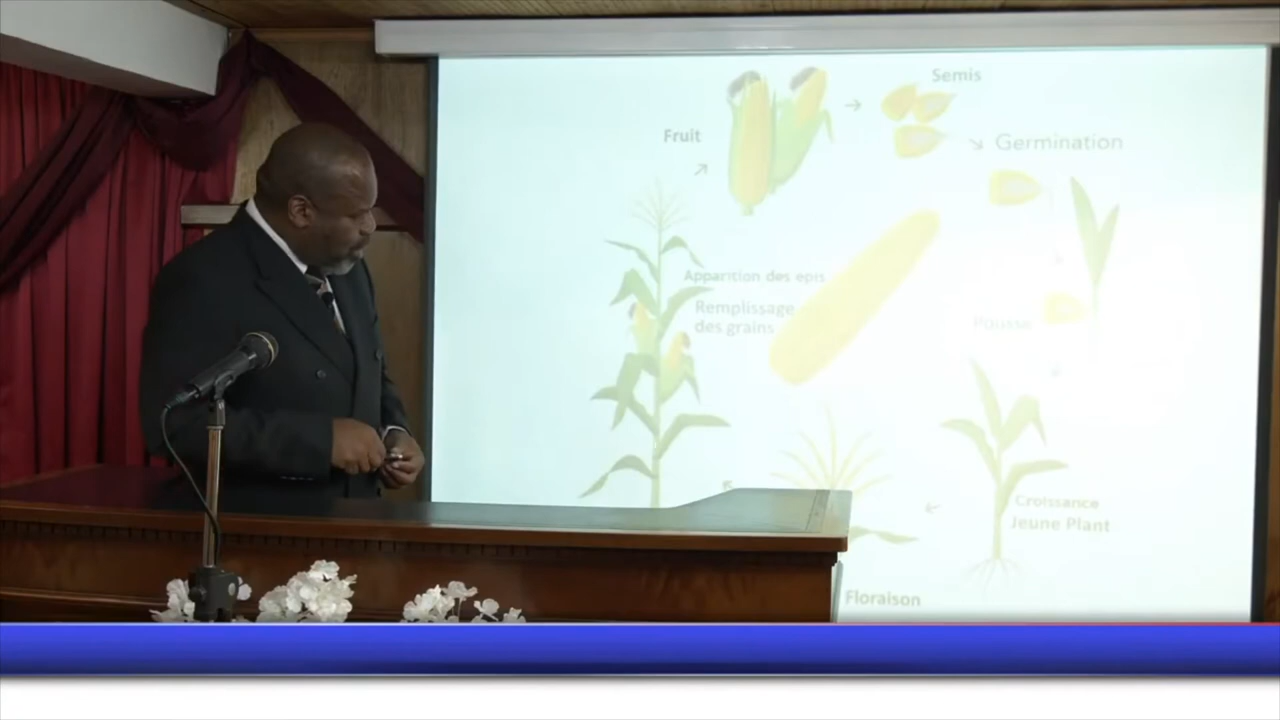 Semis
Fruit
Germination
Apparition des epis
Remplissage
des grains
Pousse
Croissance
Jeune Plant
Floraison